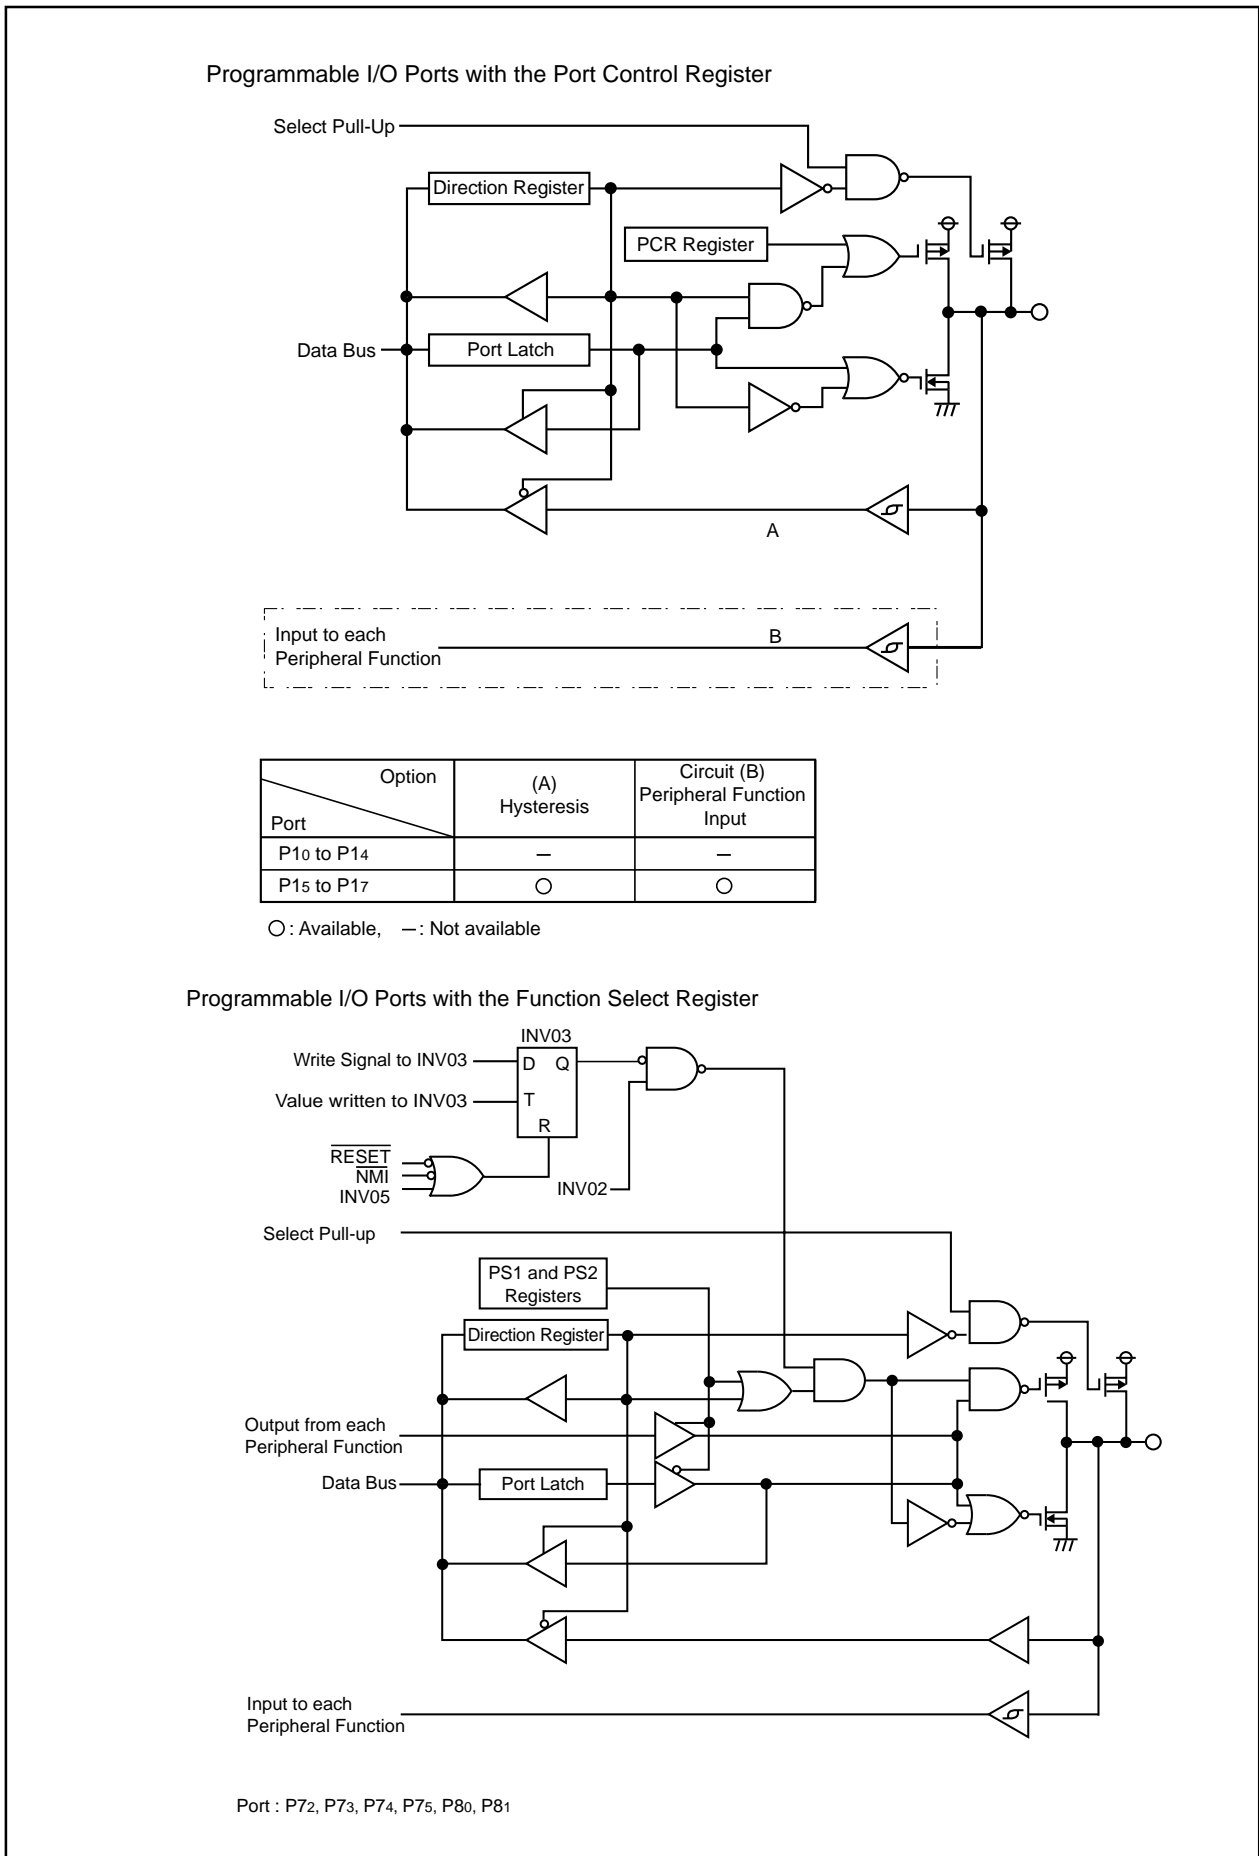 Programmable I/O Ports with the Port Control Register
Select Pull-Up
Direction Register
PCR Register
Data Bus
Port Latch
A
Input to each
Peripheral Function
B
Option
Port
(A)
Hysteresis
Circuit (B)
Peripheral Function
Input
P10 to P14
–
–
P15 to P17
○
○
○ : Available, – : Not available
Programmable I/O Ports with the Function Select Register
INV03
Write Signal to INV03
D Q
Value written to INV03
T
R
RESET
NMI
INV05
INV02
Select Pull-up
PS1 and PS2
Registers
Direction Register
Output from each
Peripheral Function
Data Bus
Port Latch
Input to each
Peripheral Function
Port : P72, P73, P74, P75, P80, P81